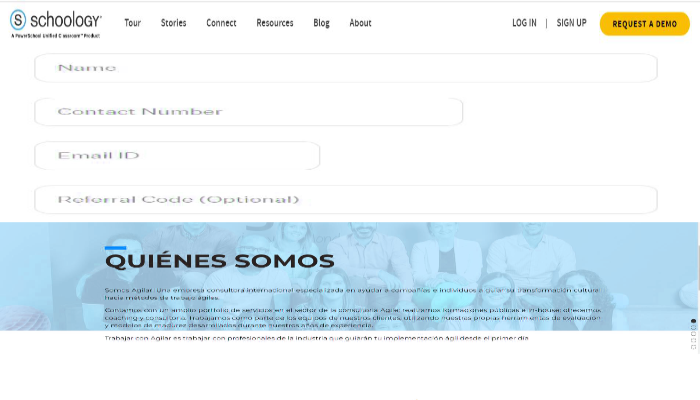 S schoology
A PowerSchool Unified Classroom™ Product
Tour Stories Connect Resources Blog About
LOG IN | SIGN UP REQUEST A DEMO
Name
Contact Number
Email ID
Referral Code (Optional)
QUIÉNES SOMOS
Somos Agilar. Una empresa consultora internacional especializada en ayudar a compañías e individuos a guiar su transformación cultural
hacia métodos de trabajo ágiles.
Contamos con un amplio portfolio de servicios en el sector de la consultoría Agile: realizamos formaciones públicas e in-house; ofrecemos
coaching y consultoría. Trabajamos como parte de los equipos de nuestros clientes, utilizando nuestras propias herramientas de evaluación
y modelos de madurez desarrollados durante nuestros años de experiencia.
Trabajar con Agilar es trabajar con profesionales de la industria que guiarán tu implementación ágil desde el primer día.